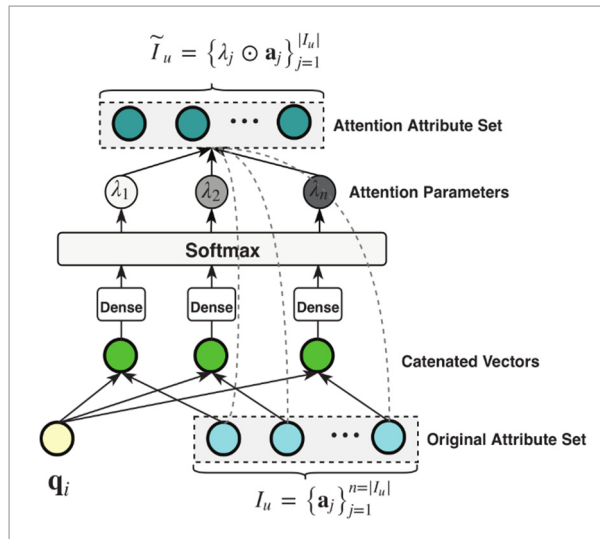 Ĩ_u = {λ_j ⊙ a_j}_{j=1}^{|I_u|}
••• Attention Attribute Set
λ_1 λ_2 λ_n Attention Parameters
Softmax
Dense Dense Dense
Catenated Vectors
••• Original Attribute Set
q_i
I_u = {a_j}_{j=1}^{n=|I_u|}